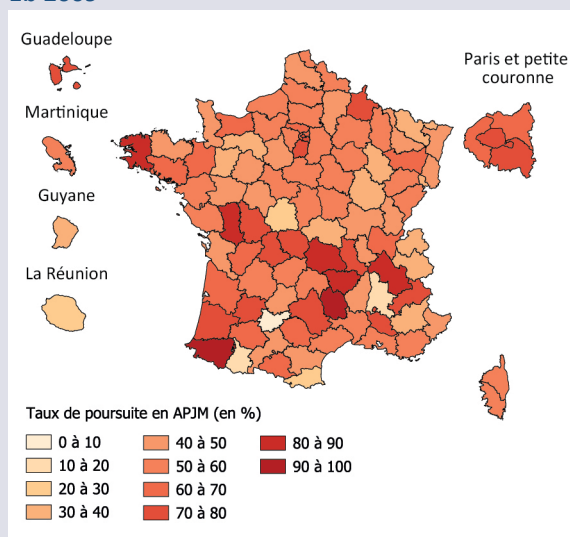 Guadeloupe
Paris et petite
couronne
Martinique
Guyane
La Réunion
Taux de poursuite en APJM (en %)
0 à 10
10 à 20
20 à 30
30 à 40
40 à 50
50 à 60
60 à 70
70 à 80
80 à 90
90 à 100